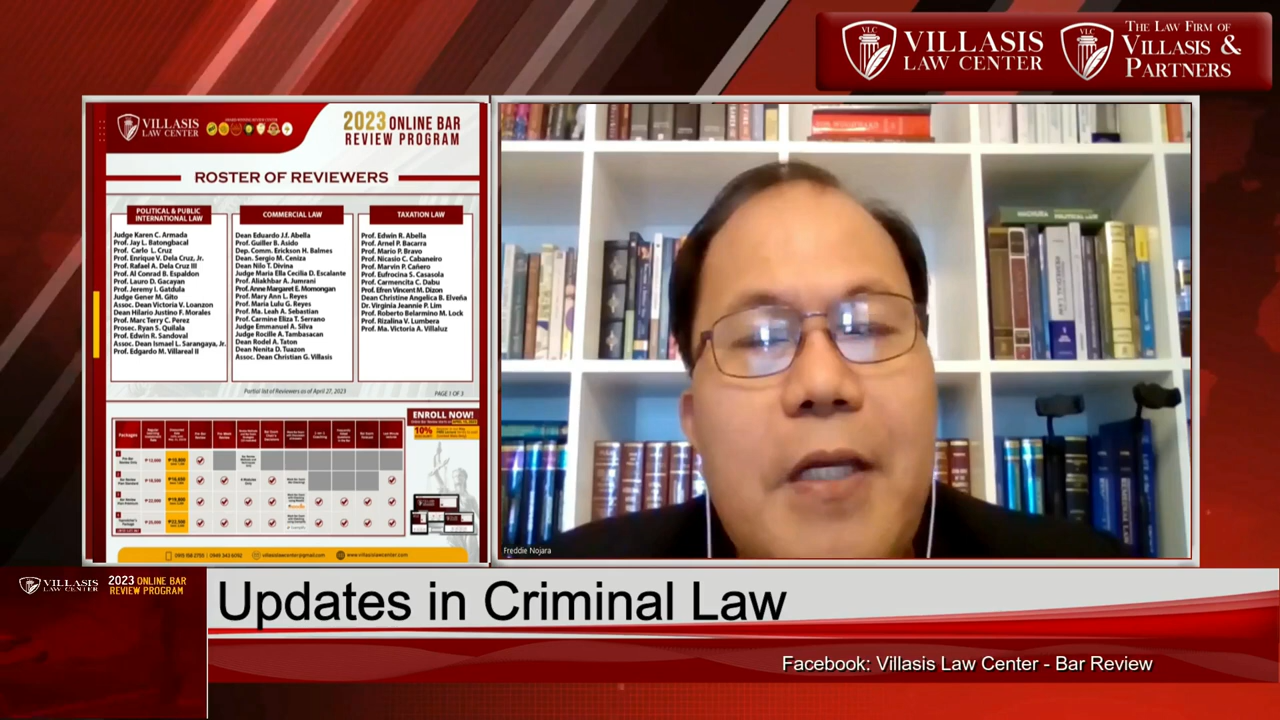 VLC
VILLASIS
LAW CENTER
VLC
THE LAW FIRM OF
VILLASIS &
PARTNERS
VILLASIS
LAW CENTER
2023 ONLINE BAR
REVIEW PROGRAM
ROSTER OF REVIEWERS
POLITICAL & PUBLIC
INTERNATIONAL LAW
Judge Karen C. Armada
Prof. Jay L. Batongbacal
Prof. Carlo L. Cruz
Prof. Enrique V. Dela Cruz, Jr.
Prof. Rafael A. Dela Cruz III
Prof. Al Conrad B. Espaldon
Prof. Lauro D. Gacayan
Prof. Jeremy I. Gatdula
Judge Gener M. Gito
Assoc. Dean Victoria V. Loanzon
Dean Hilario Justino F. Morales
Prof. Marc Terry C. Perez
Prosec. Ryan S. Quilala
Prof. Edwin R. Sandoval
Assoc. Dean Ismael L. Sarangaya, Jr.
Prof. Edgardo M. Villareal II
COMMERCIAL LAW
Dean Eduardo J.f. Abella
Prof. Guiller B. Asido
Dep. Comm. Erickson H. Balmes
Dean. Sergio M. Ceniza
Dean Nilo T. Divina
Judge Maria Ella Cecilia D. Escalante
Prof. Aliakhbar A. Jumrani
Prof. Anne Margaret E. Momongan
Prof. Mary Ann L. Reyes
Prof. Maria Lulu G. Reyes
Prof. Ma. Leah A. Sebastian
Prof. Carmine Eliza T. Serrano
Judge Emmanuel A. Silva
Judge Rocille A. Tambasacan
Dean Rodel A. Taton
Dean Nenita D. Tuazon
Assoc. Dean Christian G. Villasis
TAXATION LAW
Prof. Edwin R. Abella
Prof. Arnel P. Bacarra
Prof. Mario P. Bravo
Prof. Nicasio C. Cabaneiro
Prof. Marvin P. Cañero
Prof. Eufrocina S. Casasola
Prof. Carmencita C. Dabu
Prof. Efren Vincent M. Dizon
Dean Christine Angelica B. Elveña
Dr. Virginia Jeannie P. Lim
Prof. Roberto Belarmino M. Lock
Prof. Rizalina V. Lumbera
Prof. Ma. Victoria A. Villaluz
Partial list of Reviewers as of April 27, 2023
PAGE 1 OF 3
Packages
ENROLL NOW!
10%
villasislawcenter@gmail.com
www.villasislawcenter.com
Freddie Nojara
VILLASIS
LAW CENTER
2023 ONLINE BAR
REVIEW PROGRAM
Updates in Criminal Law
Facebook: Villasis Law Center - Bar Review